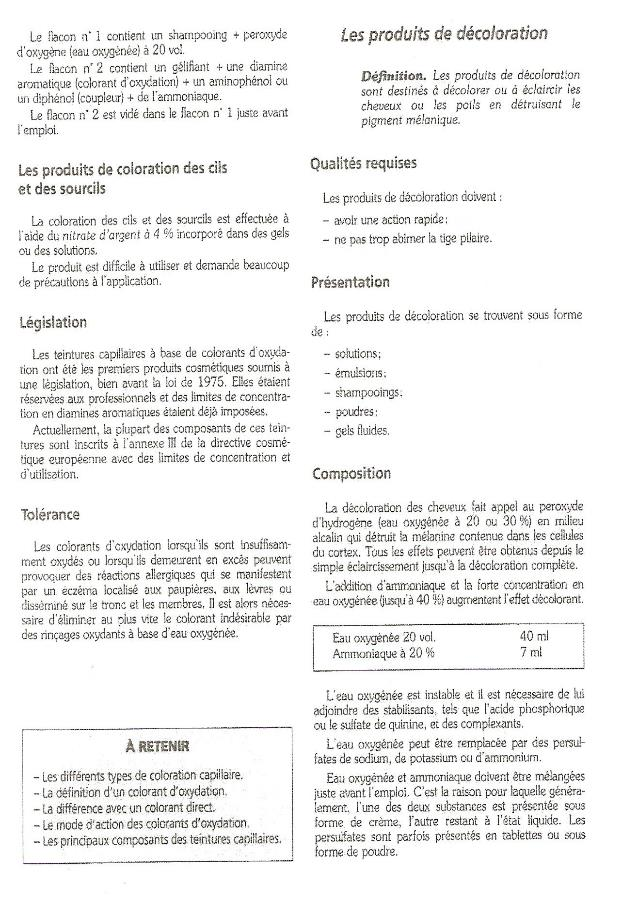 Le flacon n° 1 contient un shampooing + peroxyde
d'oxygène (eau oxygénée) à 20 vol.
Le flacon n° 2 contient un gélifiant + une diamine
aromatique (colorant d'oxydation) + un aminophénol ou
un diphénol (coupleur) + de l'ammoniaque.
Le flacon n° 2 est vidé dans le flacon n° 1 juste avant
l'emploi.
Les produits de coloration des cils
et des sourcils
La coloration des cils et des sourcils est effectuée à
l'aide du nitrate d'argent à 4 % incorporé dans des gels
ou des solutions.
Le produit est difficile à utiliser et demande beaucoup
de précautions à l'application.
Législation
Les teintures capillaires à base de colorants d'oxyda-
tion ont été les premiers produits cosmétiques soumis à
une législation, bien avant la loi de 1975. Elles étaient
réservées aux professionnels et des limites de concentra-
tion en diamines aromatiques étaient déjà imposées.
Actuellement, la plupart des composants de ces tein-
tures sont inscrits à l'annexe III de la directive cosmé-
tique européenne avec des limites de concentration et
d'utilisation.
Tolérance
Les colorants d'oxydation lorsqu'ils sont insuffisam-
ment oxydés ou lorsqu'ils demeurent en excès peuvent
provoquer des réactions allergiques qui se manifestent
par un eczéma localisé aux paupières, aux lèvres ou
disséminé sur le tronc et les membres. Il est alors néces-
saire d'éliminer au plus vite le colorant indésirable par
des rinçages oxydants à base d'eau oxygénée.
À RETENIR
– Les différents types de coloration capillaire.
– La définition d'un colorant d'oxydation.
– La différence avec un colorant direct.
– Le mode d'action des colorants d'oxydation.
– Les principaux composants des teintures capillaires.
Les produits de décoloration
Définition. Les produits de décoloration
sont destinés à décolorer ou à éclaircir les
cheveux ou les poils en détruisant le
pigment mélanique.
Qualités requises
Les produits de décoloration doivent :
– avoir une action rapide;
– ne pas trop abîmer la tige pilaire.
Présentation
Les produits de décoloration se trouvent sous forme
de :
– solutions;
– émulsions;
– shampooings;
– poudres;
– gels fluides.
Composition
La décoloration des cheveux fait appel au peroxyde
d'hydrogène (eau oxygénée à 20 ou 30 %) en milieu
alcalin qui détruit la mélanine contenue dans les cellules
du cortex. Tous les effets peuvent être obtenus depuis le
simple éclaircissement jusqu'à la décoloration complète.
L'addition d'ammoniaque et la forte concentration en
eau oxygénée (jusqu'à 40 %) augmentent l'effet décolorant.
Eau oxygénée 20 vol. 40 ml
Ammoniaque à 20 % 7 ml
L'eau oxygénée est instable et il est nécessaire de lui
adjoindre des stabilisants, tels que l'acide phosphorique
ou le sulfate de quinine, et des complexants.
L'eau oxygénée peut être remplacée par des persul-
fates de sodium, de potassium ou d'ammonium.
Eau oxygénée et ammoniaque doivent être mélangées
juste avant l'emploi. C'est la raison pour laquelle généra-
lement, l'une des deux substances est présentée sous
forme de crème, l'autre restant à l'état liquide. Les
persulfates sont parfois présentés en tablettes ou sous
forme de poudre.